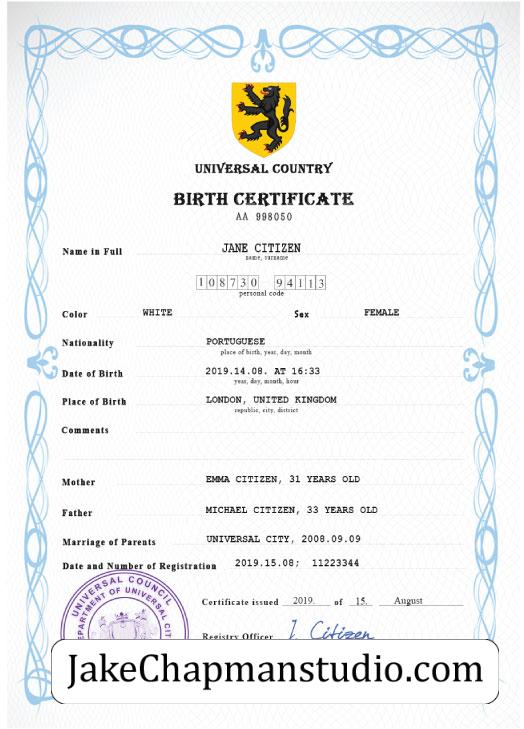 UNIVERSAL COUNTRY
BIRTH CERTIFICATE
AA 998050
Name in Full JANE CITIZEN
name, surname
108730 94113
personal code
Color WHITE Sex FEMALE
Nationality PORTUGUESE
place of birth, year, day, month
Date of Birth 2019.14.08. AT 16:33
year, day, month, hour
Place of Birth LONDON, UNITED KINGDOM
republic, city, district
Comments
Mother EMMA CITIZEN, 31 YEARS OLD
Father MICHAEL CITIZEN, 33 YEARS OLD
Marriage of Parents UNIVERSAL CITY, 2008.09.09
Date and Number of Registration 2019.15.08; 11223344
UNIVERSAL COUNCIL
DEPARTMENT OF UNIVERSAL CITY
Certificate issued 2019. of 15. August
Registry Officer J. Citizen
JakeChapmanstudio.com